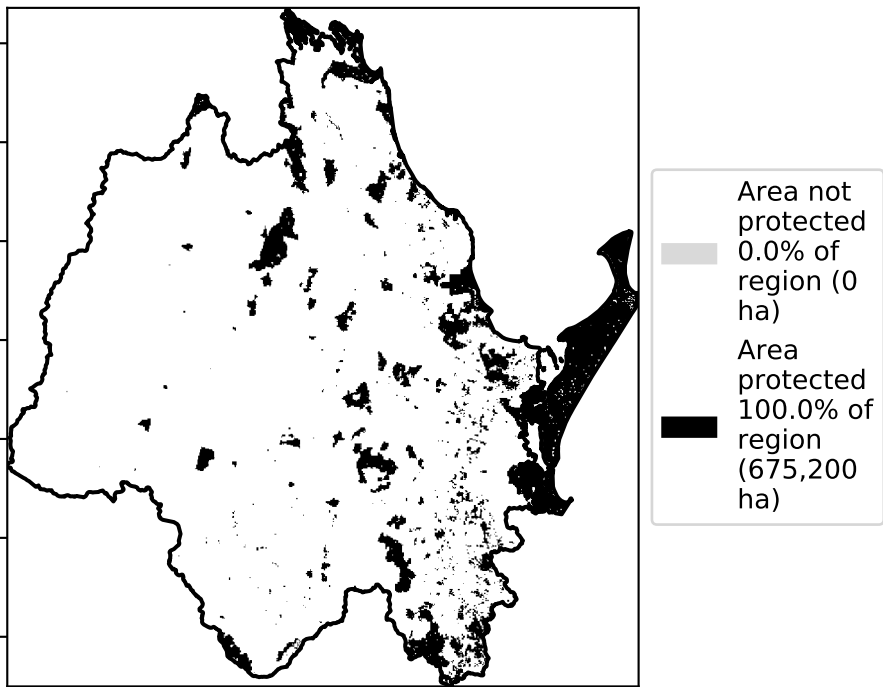 Area not
protected
0.0% of
region (0
ha)
Area
protected
100.0% of
region
(675,200
ha)